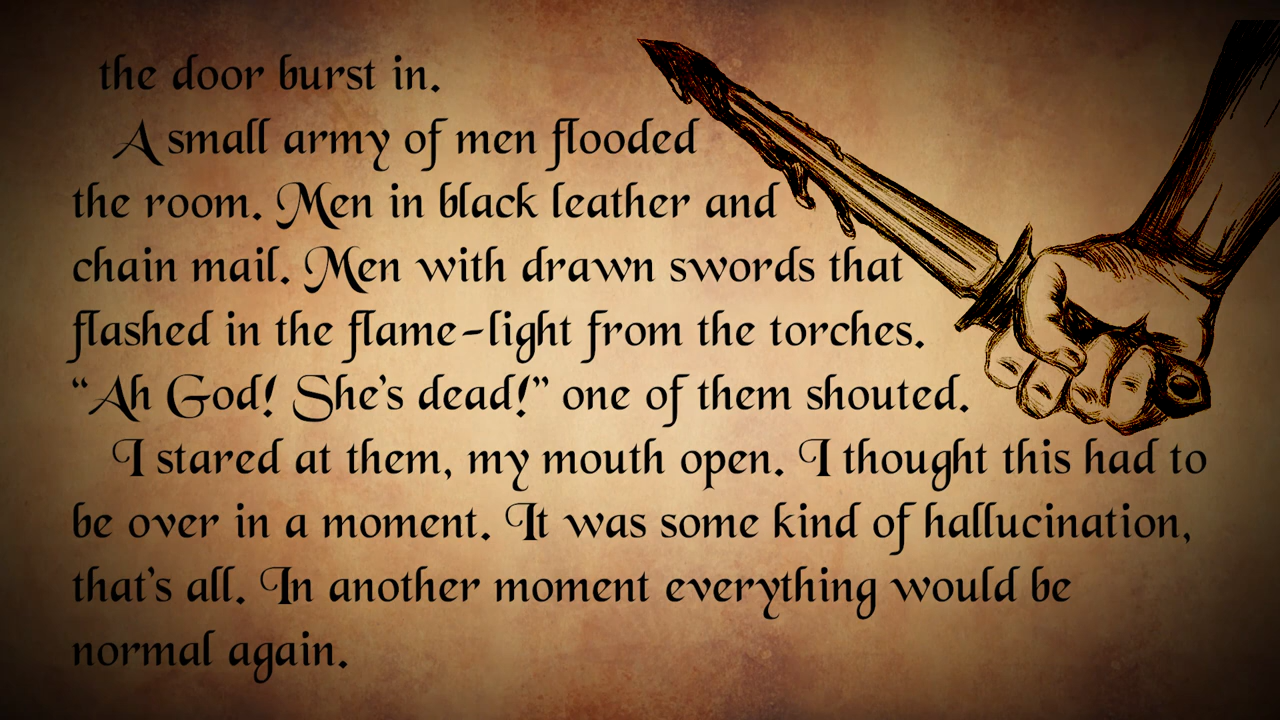 the door burst in.
A small army of men flooded
the room. Men in black leather and
chain mail. Men with drawn swords that
flashed in the flame-light from the torches.
“Ah God! She’s dead!” one of them shouted.
I stared at them, my mouth open. I thought this had to
be over in a moment. It was some kind of hallucination,
that’s all. In another moment everything would be
normal again.